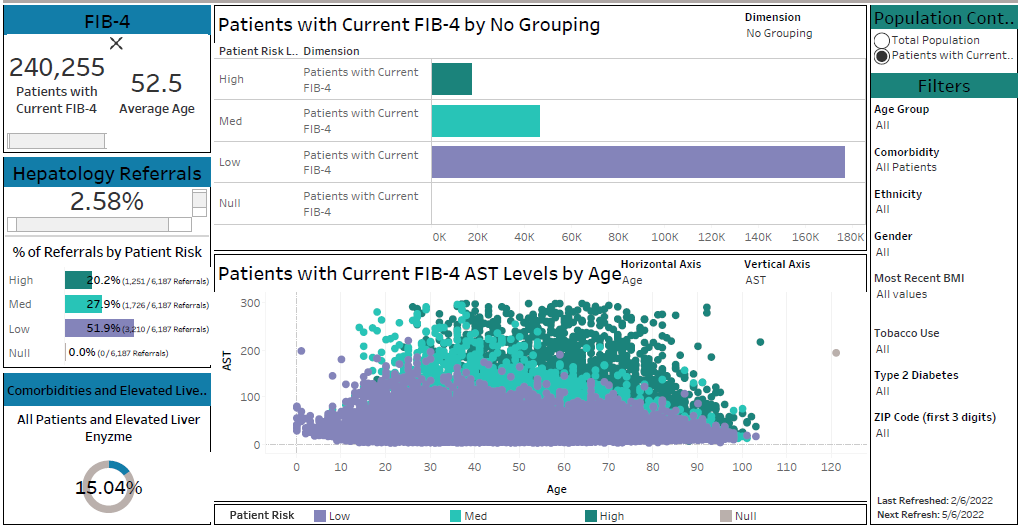 FIB-4
240,255
Patients with
Current FIB-4
52.5
Average Age
Hepatology Referrals
2.58%
% of Referrals by Patient Risk
High 20.2% (1,251 / 6,187 Referrals)
Med 27.9% (1,726 / 6,187 Referrals)
Low 51.9% (3,210 / 6,187 Referrals)
Null 0.0% (0 / 6,187 Referrals)
Comorbidities and Elevated Live..
All Patients and Elevated Liver
Enyzme
15.04%
Patients with Current FIB-4 by No Grouping
Dimension
No Grouping
Patient Risk L.. Dimension
High Patients with Current
FIB-4
Med Patients with Current
FIB-4
Low Patients with Current
FIB-4
Null Patients with Current
FIB-4
0K 20K 40K 60K 80K 100K 120K 140K 160K 180K
Patients with Current FIB-4 AST Levels by Age
Horizontal Axis
Age
Vertical Axis
AST
300
200
100
0
AST
0 10 20 30 40 50 60 70 80 90 100 110 120
Age
Patient Risk Low Med High Null
Population Cont..
Total Population
Patients with Current..
Filters
Age Group
All
Comorbidity
All Patients
Ethnicity
All
Gender
All
Most Recent BMI
All values
Tobacco Use
All
Type 2 Diabetes
All
ZIP Code (first 3 digits)
All
Last Refreshed: 2/6/2022
Next Refresh: 5/6/2022